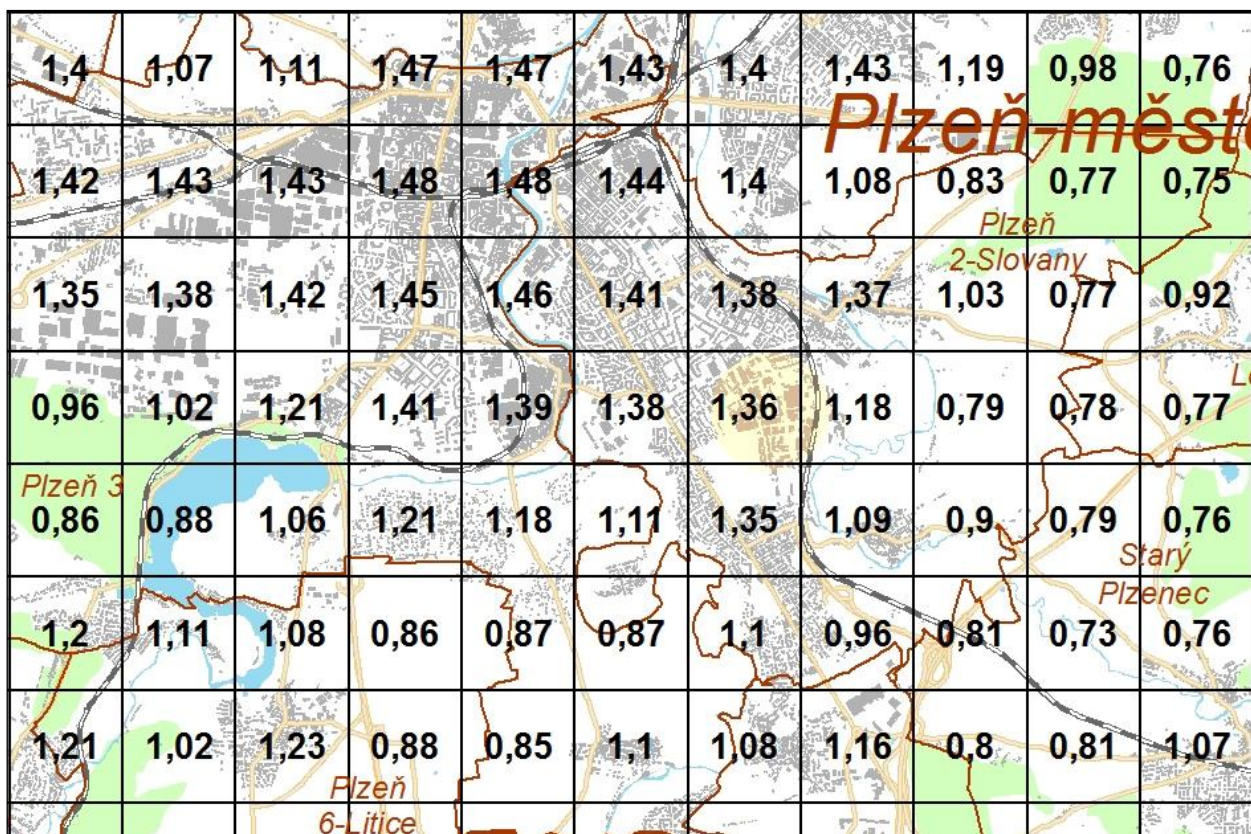 1,4 1,07 1,11 1,47 1,47 1,43 1,4 1,43 1,19 0,98 0,76
Plzeň-měst
1,42 1,43 1,43 1,48 1,48 1,44 1,4 1,08 0,83 0,77 0,75
Plzeň
2-Slovany
1,35 1,38 1,42 1,45 1,46 1,41 1,38 1,37 1,03 0,77 0,92
0,96 1,02 1,21 1,41 1,39 1,38 1,36 1,18 0,79 0,78 0,77
Plzeň 3
0,86 0,88 1,06 1,21 1,18 1,11 1,35 1,09 0,9 0,79 0,76
Starý
Plzenec
1,2 1,11 1,08 0,86 0,87 0,87 1,1 0,96 0,81 0,73 0,76
1,21 1,02 1,23 0,88 0,85 1,1 1,08 1,16 0,8 0,81 1,07
Plzeň
6-Litice